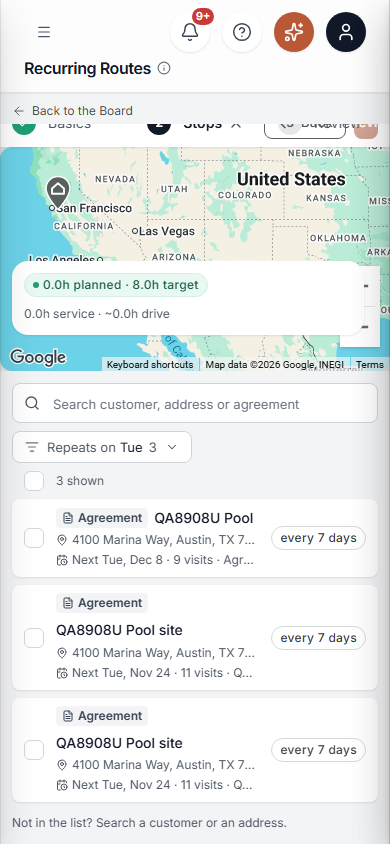 9+
Recurring Routes
Back to the Board
Basics
2 Stops
3
NEBRASKA
NEVADA
United States
UTAH
COLORADO
KANSAS
San Francisco
CALIFORNIA
Las Vegas
Los Angeles
ARIZONA
OKLAHOMA
0.0h planned · 8.0h target
0.0h service · ~0.0h drive
Google
Keyboard shortcuts
Map data ©2026 Google, INEGI
Terms
Search customer, address or agreement
Repeats on Tue 3
3 shown
Agreement QA8908U Pool
4100 Marina Way, Austin, TX 7...
every 7 days
Next Tue, Dec 8 · 9 visits · Agr...
Agreement
QA8908U Pool site
4100 Marina Way, Austin, TX 7...
every 7 days
Next Tue, Nov 24 · 11 visits · Q...
Agreement
QA8908U Pool site
4100 Marina Way, Austin, TX 7...
every 7 days
Next Tue, Nov 24 · 11 visits · Q...
Not in the list? Search a customer or an address.